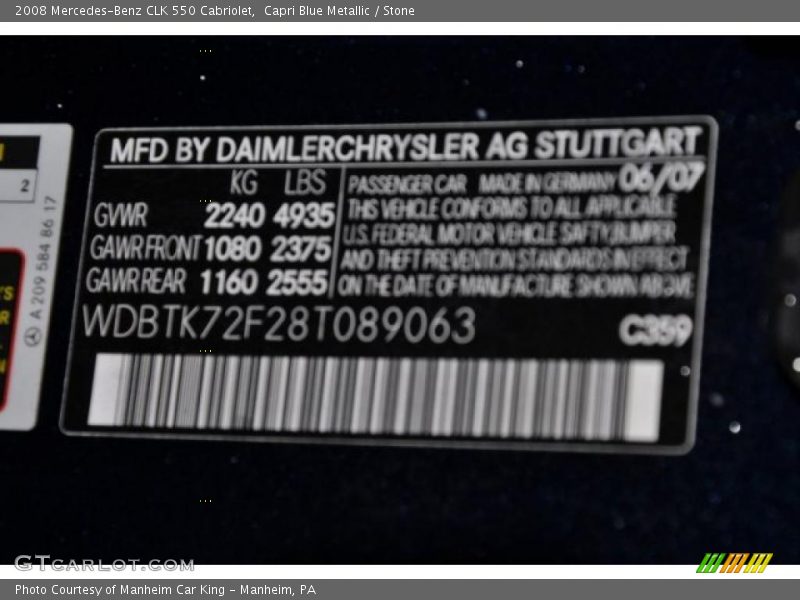 2008 Mercedes-Benz CLK 550 Cabriolet,  Capri Blue Metallic / Stone
2
A 209 584 86 17
MFD BY DAIMLERCHRYSLER AG STUTTGART
KG LBS
GVWR 2240 4935
GAWR FRONT 1080 2375
GAWR REAR 1160 2555
PASSENGER CAR MADE IN GERMANY 06/07
THIS VEHICLE CONFORMS TO ALL APPLICABLE
U.S. FEDERAL MOTOR VEHICLE SAFTY,BUMPER
AND THEFT PREVENTION STANDARDS IN EFFECT
ON THE DATE OF MANUFACTURE SHOWN ABOVE
WDBTK72F28T089063 C359
GTCARLOT.COM
Photo Courtesy of Manheim Car King - Manheim, PA